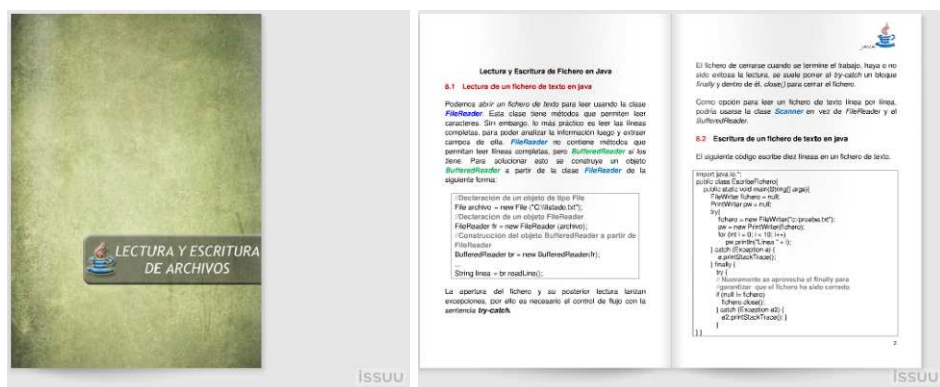 LECTURA Y ESCRITURA
DE ARCHIVOS
issuu
Lectura y Escritura de Fichero en Java
8.1 Lectura de un fichero de texto en java
Podemos abrir un fichero de texto para leer usando la clase
FileReader. Esta clase tiene métodos que permiten leer
caracteres. Sin embargo, lo más práctico es leer las líneas
completas, para poder analizar la información luego y extraer
campos de ella. FileReader no contiene métodos que
permitan leer líneas completas, pero BufferedReader sí los
tiene. Para solucionar esto se construye un objeto
BufferedReader a partir de la clase FileReader de la
siguiente forma:
//Declaracion de un objeto de tipo File
File archivo = new File ("C:\\listado.txt");
//Declaracion de un objeto FileReader
FileReader fr = new FileReader (archivo);
//Construcción del objeto BufferedReader a partir de
FileReader
BufferedReader br = new BufferedReader(fr);
...
String linea = br.readLine();
La apertura del fichero y su posterior lectura lanzan
excepciones, por ello es necesario el control de flujo con la
sentencia try-catch.
java
El fichero de cerrarse cuando se termine el trabajo, haya o no
sido exitosa la lectura, se suele poner al try-catch un bloque
finally y dentro de él, close() para cerrar el fichero.
Como opción para leer un fichero de texto línea por línea,
podría usarse la clase Scanner en vez de FileReader y el
BufferedReader.
8.2 Escritura de un fichero de texto en java
El siguiente código escribe diez líneas en un fichero de texto.
import java.io.*;
public class EscribeFichero{
public static void main(String[] args){
FileWriter fichero = null;
PrintWriter pw = null;
try{
fichero = new FileWriter("c:/prueba.txt");
pw = new PrintWriter(fichero);
for (int i = 0; i < 10; i++)
pw.println("Linea " + i);
} catch (Exception e) {
e.printStackTrace();
} finally {
try {
// Nuevamente se aprovecha el finally para
//garantizar que el fichero ha sido cerrado.
if (null != fichero)
fichero.close();
} catch (Exception e2) {
e2.printStackTrace(); }
}
} }
2
issuu